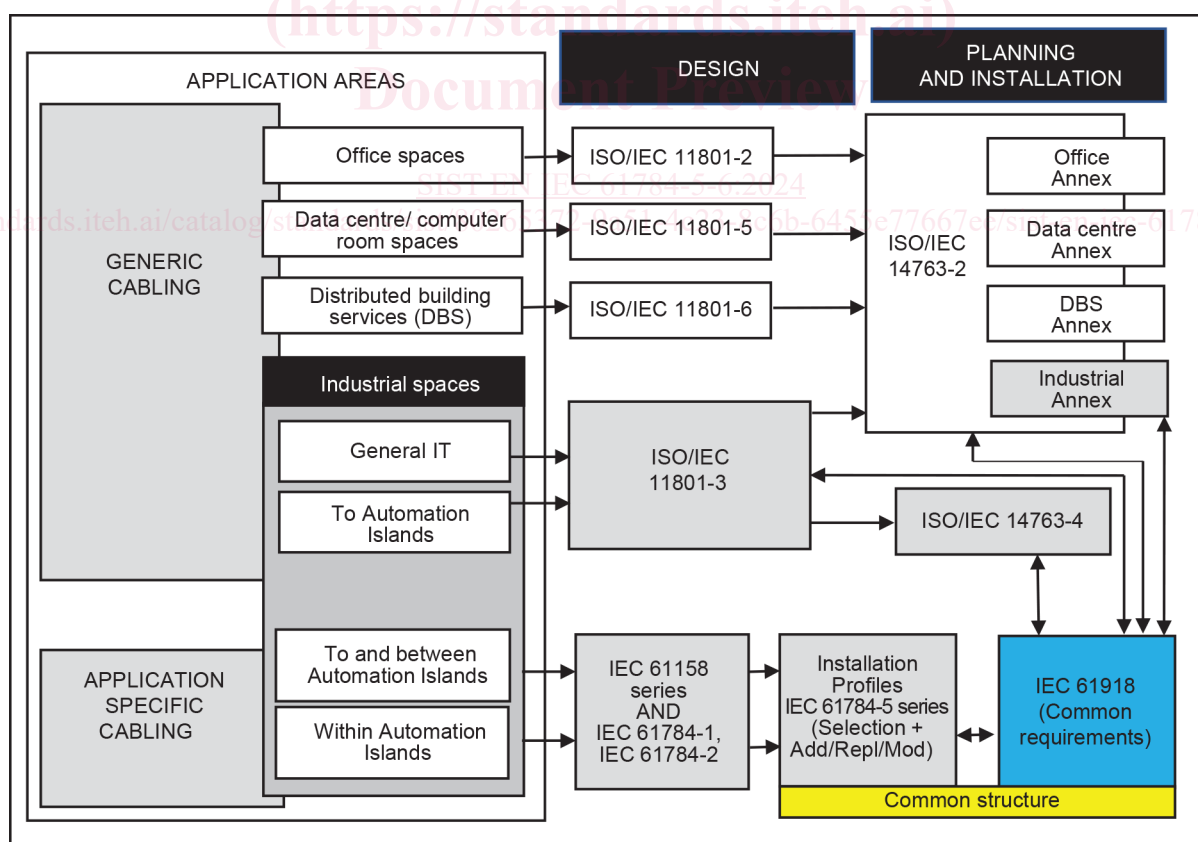 (https://standards.iteh.ai)
Document Preview
SIST EN IEC 61784-5-6:2024
APPLICATION AREAS
DESIGN
PLANNING
AND INSTALLATION
GENERIC
CABLING
Office spaces
Data centre/ computer
room spaces
Distributed building
services (DBS)
Industrial spaces
General IT
To Automation
Islands
APPLICATION
SPECIFIC
CABLING
To and between
Automation Islands
Within Automation
Islands
ISO/IEC 11801-2
ISO/IEC 11801-5
ISO/IEC 11801-6
ISO/IEC
11801-3
IEC 61158
series
AND
IEC 61784-1,
IEC 61784-2
ISO/IEC
14763-2
Office
Annex
Data centre
Annex
DBS
Annex
Industrial
Annex
ISO/IEC 14763-4
Installation
Profiles
IEC 61784-5 series
(Selection +
Add/Repl/Mod)
IEC 61918
(Common
requirements)
Common structure